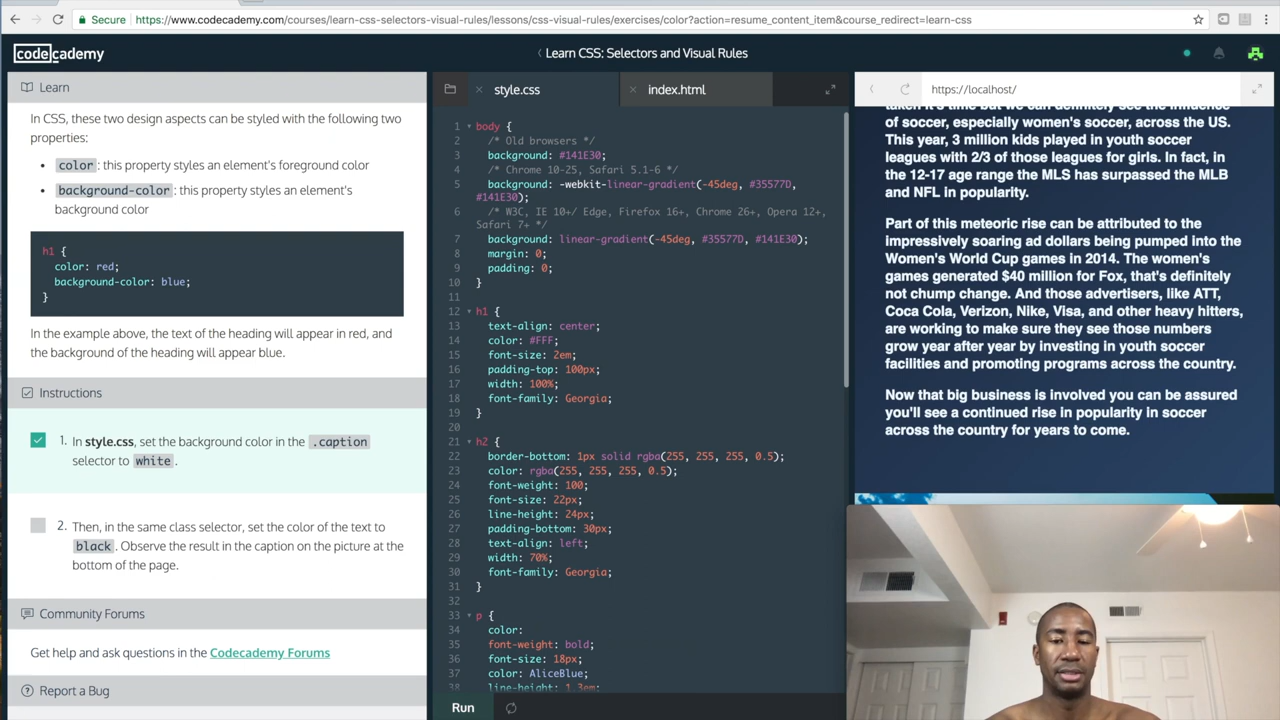 Secure
https://www.codecademy.com/courses/learn-css-selectors-visual-rules/lessons/css-visual-rules/exercises/color?action=resume_content_item&course_redirect=learn-css
codecademy
Learn CSS: Selectors and Visual Rules
Learn
In CSS, these two design aspects can be styled with the following two
properties:
• color: this property styles an element's foreground color
• background-color: this property styles an element's
background color
h1 {
color: red;
background-color: blue;
}
In the example above, the text of the heading will appear in red, and
the background of the heading will appear blue.
Instructions
1. In style.css, set the background color in the .caption
selector to white.
2. Then, in the same class selector, set the color of the text to
black. Observe the result in the caption on the picture at the
bottom of the page.
Community Forums
Get help and ask questions in the Codecademy Forums
Report a Bug
style.css
index.html
1 body {
2 /* Old browsers */
3 background: #141E30;
4 /* Chrome 10-25, Safari 5.1-6 */
5 background: -webkit-linear-gradient(-45deg, #35577D,
#141E30);
6 /* W3C, IE 10+/ Edge, Firefox 16+, Chrome 26+, Opera 12+,
Safari 7+ */
7 background: linear-gradient(-45deg, #35577D, #141E30);
8 margin: 0;
9 padding: 0;
10 }
11
12 h1 {
13 text-align: center;
14 color: #FFF;
15 font-size: 2em;
16 padding-top: 100px;
17 width: 100%;
18 font-family: Georgia;
19 }
20
21 h2 {
22 border-bottom: 1px solid rgba(255, 255, 255, 0.5);
23 color: rgba(255, 255, 255, 0.5);
24 font-weight: 100;
25 font-size: 22px;
26 line-height: 24px;
27 padding-bottom: 30px;
28 text-align: left;
29 width: 70%;
30 font-family: Georgia;
31 }
32
33 p {
34 color:
35 font-weight: bold;
36 font-size: 18px;
37 color: AliceBlue;
38 line-height: 1.3em;
Run
https://localhost/
taken it's time but we can definitely see the influence
of soccer, especially women's soccer, across the US.
This year, 3 million kids played in youth soccer
leagues with 2/3 of those leagues for girls. In fact, in
the 12-17 age range the MLS has surpassed the MLB
and NFL in popularity.
Part of this meteoric rise can be attributed to the
impressively soaring ad dollars being pumped into the
Women's World Cup games in 2014. The women's
games generated $40 million for Fox, that's definitely
not chump change. And those advertisers, like ATT,
Coca Cola, Verizon, Nike, Visa, and other heavy hitters,
are working to make sure they see those numbers
grow year after year by investing in youth soccer
facilities and promoting programs across the country.
Now that big business is involved you can be assured
you'll see a continued rise in popularity in soccer
across the country for years to come.